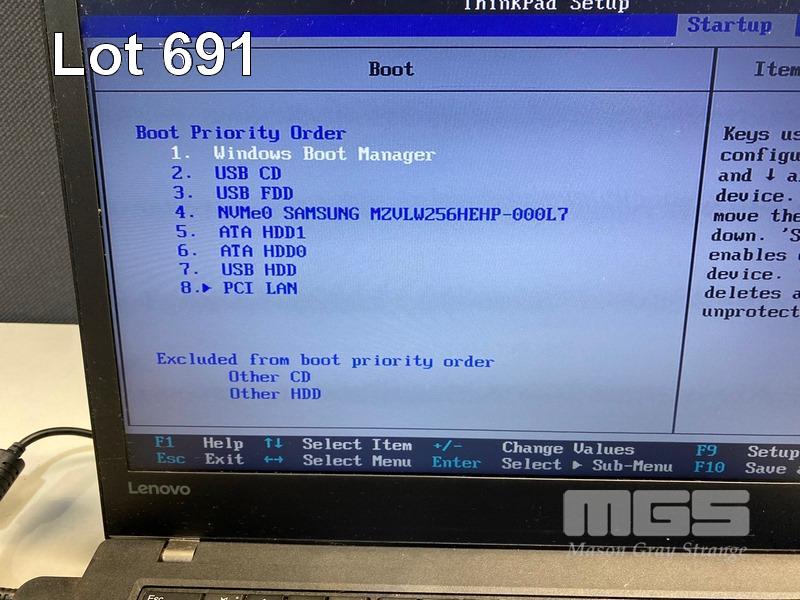 ThinkPad Setup
Startup
Lot 691
Boot
Item
Boot Priority Order
1. Windows Boot Manager
2. USB CD
3. USB FDD
4. NVMe0 SAMSUNG MZVLW256HEHP-000L7
5. ATA HDD1
6. ATA HDD0
7. USB HDD
8. ▶ PCI LAN
Excluded from boot priority order
Other CD
Other HDD
Keys us
configu
and ↓ a
device.
move the
down. 'S
enables
device.
deletes a
unprotect
F1 Help ↑↓ Select Item +/- Change Values F9 Setup
Esc Exit ←→ Select Menu Enter Select ▶ Sub-Menu F10 Save
Lenovo
MGS
Mason Gray Strange
Esc